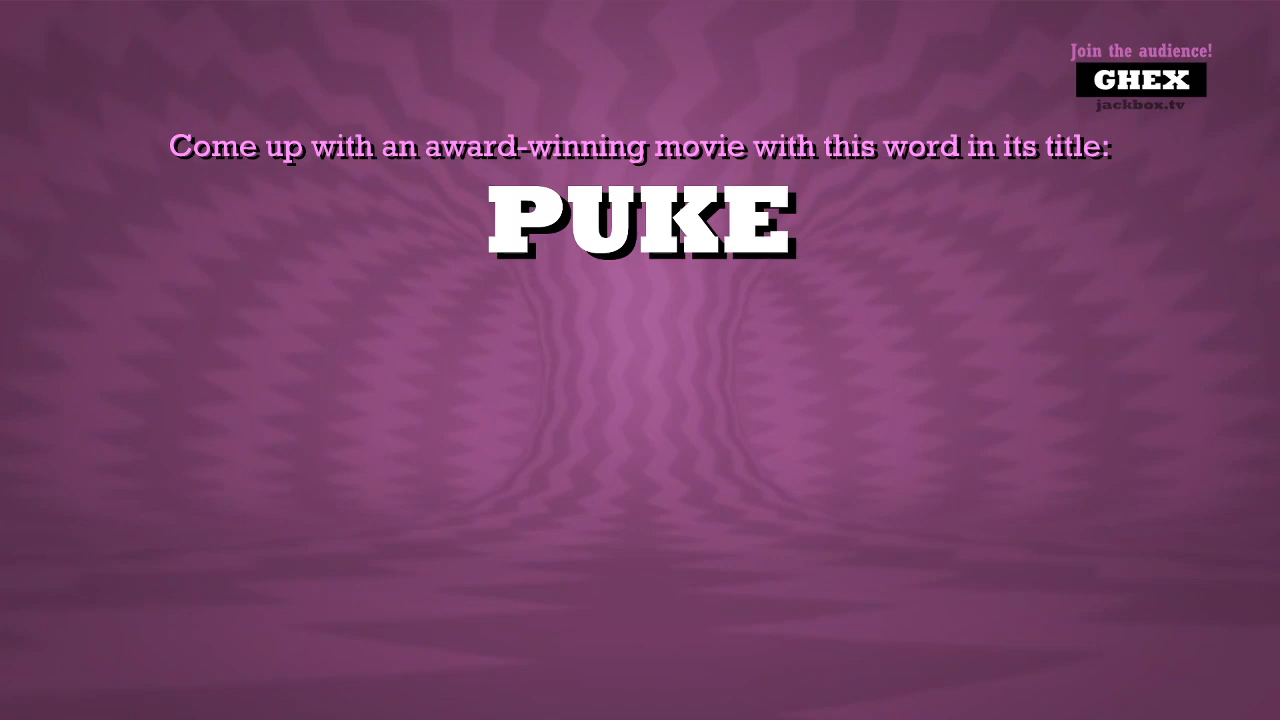 Join the audience!
GHEX
jackbox.tv
Come up with an award-winning movie with this word in its title:
PUKE